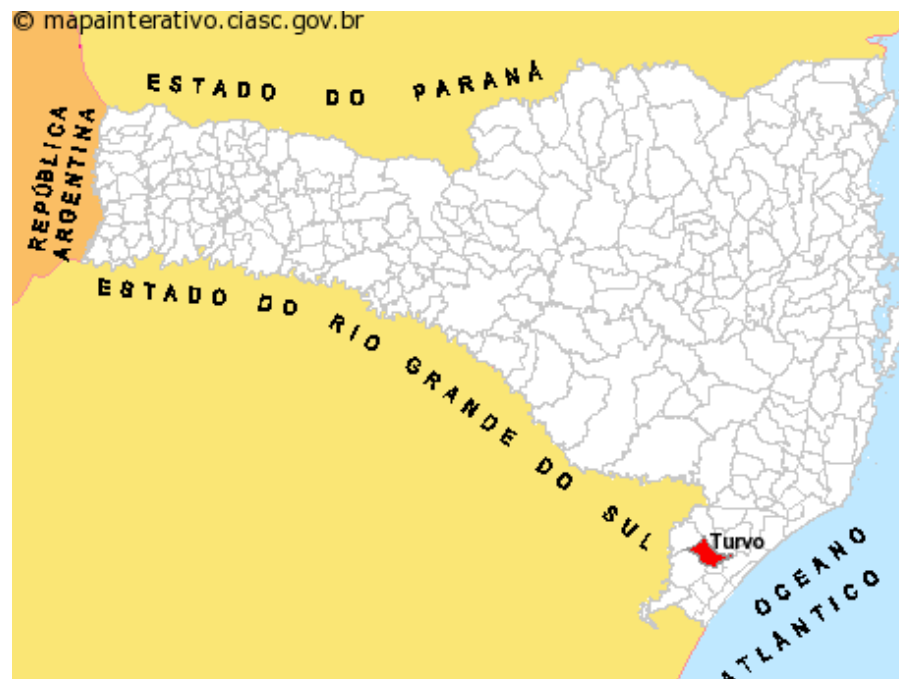 © mapainterativo.ciasc.gov.br
ESTADO DO PARANÁ
REPÚBLICA
ARGENTINA
ESTADO DO RIO GRANDE DO SUL
Turvo
OCEANO
ATLÂNTICO